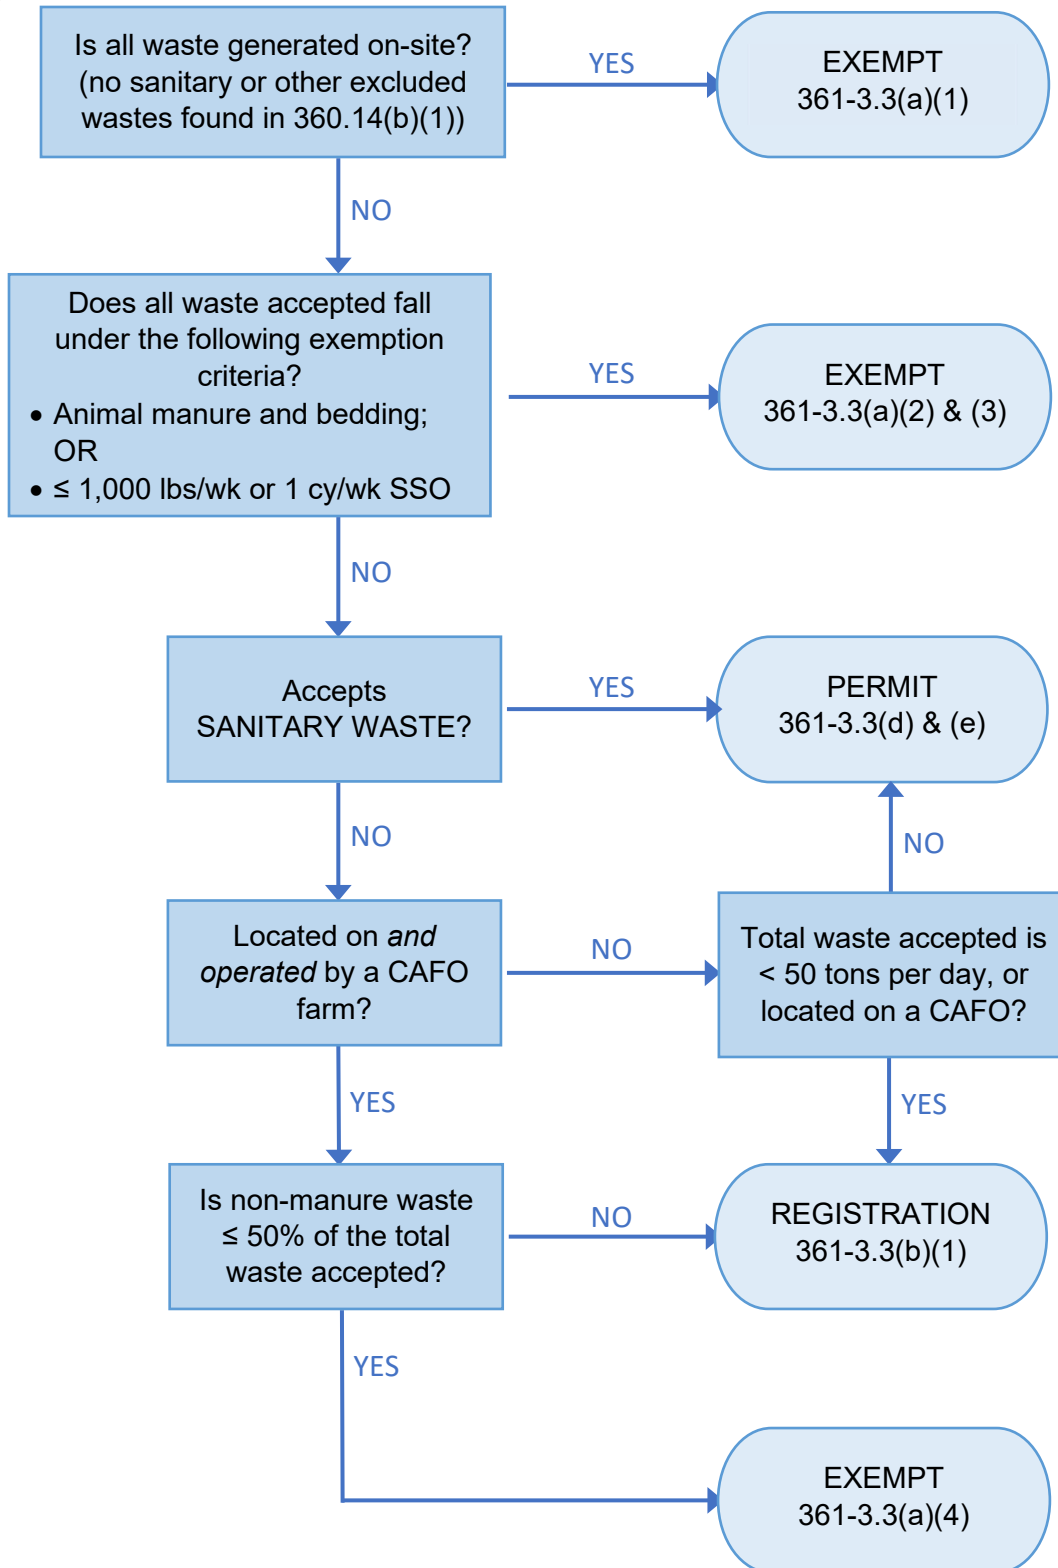 Is all waste generated on-site?
(no sanitary or other excluded
wastes found in 360.14(b)(1))
YES
EXEMPT
361-3.3(a)(1)
NO
Does all waste accepted fall
under the following exemption
criteria?
• Animal manure and bedding;
OR
• ≤ 1,000 lbs/wk or 1 cy/wk SSO
YES
EXEMPT
361-3.3(a)(2) & (3)
NO
Accepts
SANITARY WASTE?
YES
PERMIT
361-3.3(d) & (e)
NO
NO
Located on and
operated by a CAFO
farm?
NO
Total waste accepted is
< 50 tons per day, or
located on a CAFO?
YES
YES
Is non-manure waste
≤ 50% of the total
waste accepted?
NO
REGISTRATION
361-3.3(b)(1)
YES
EXEMPT
361-3.3(a)(4)